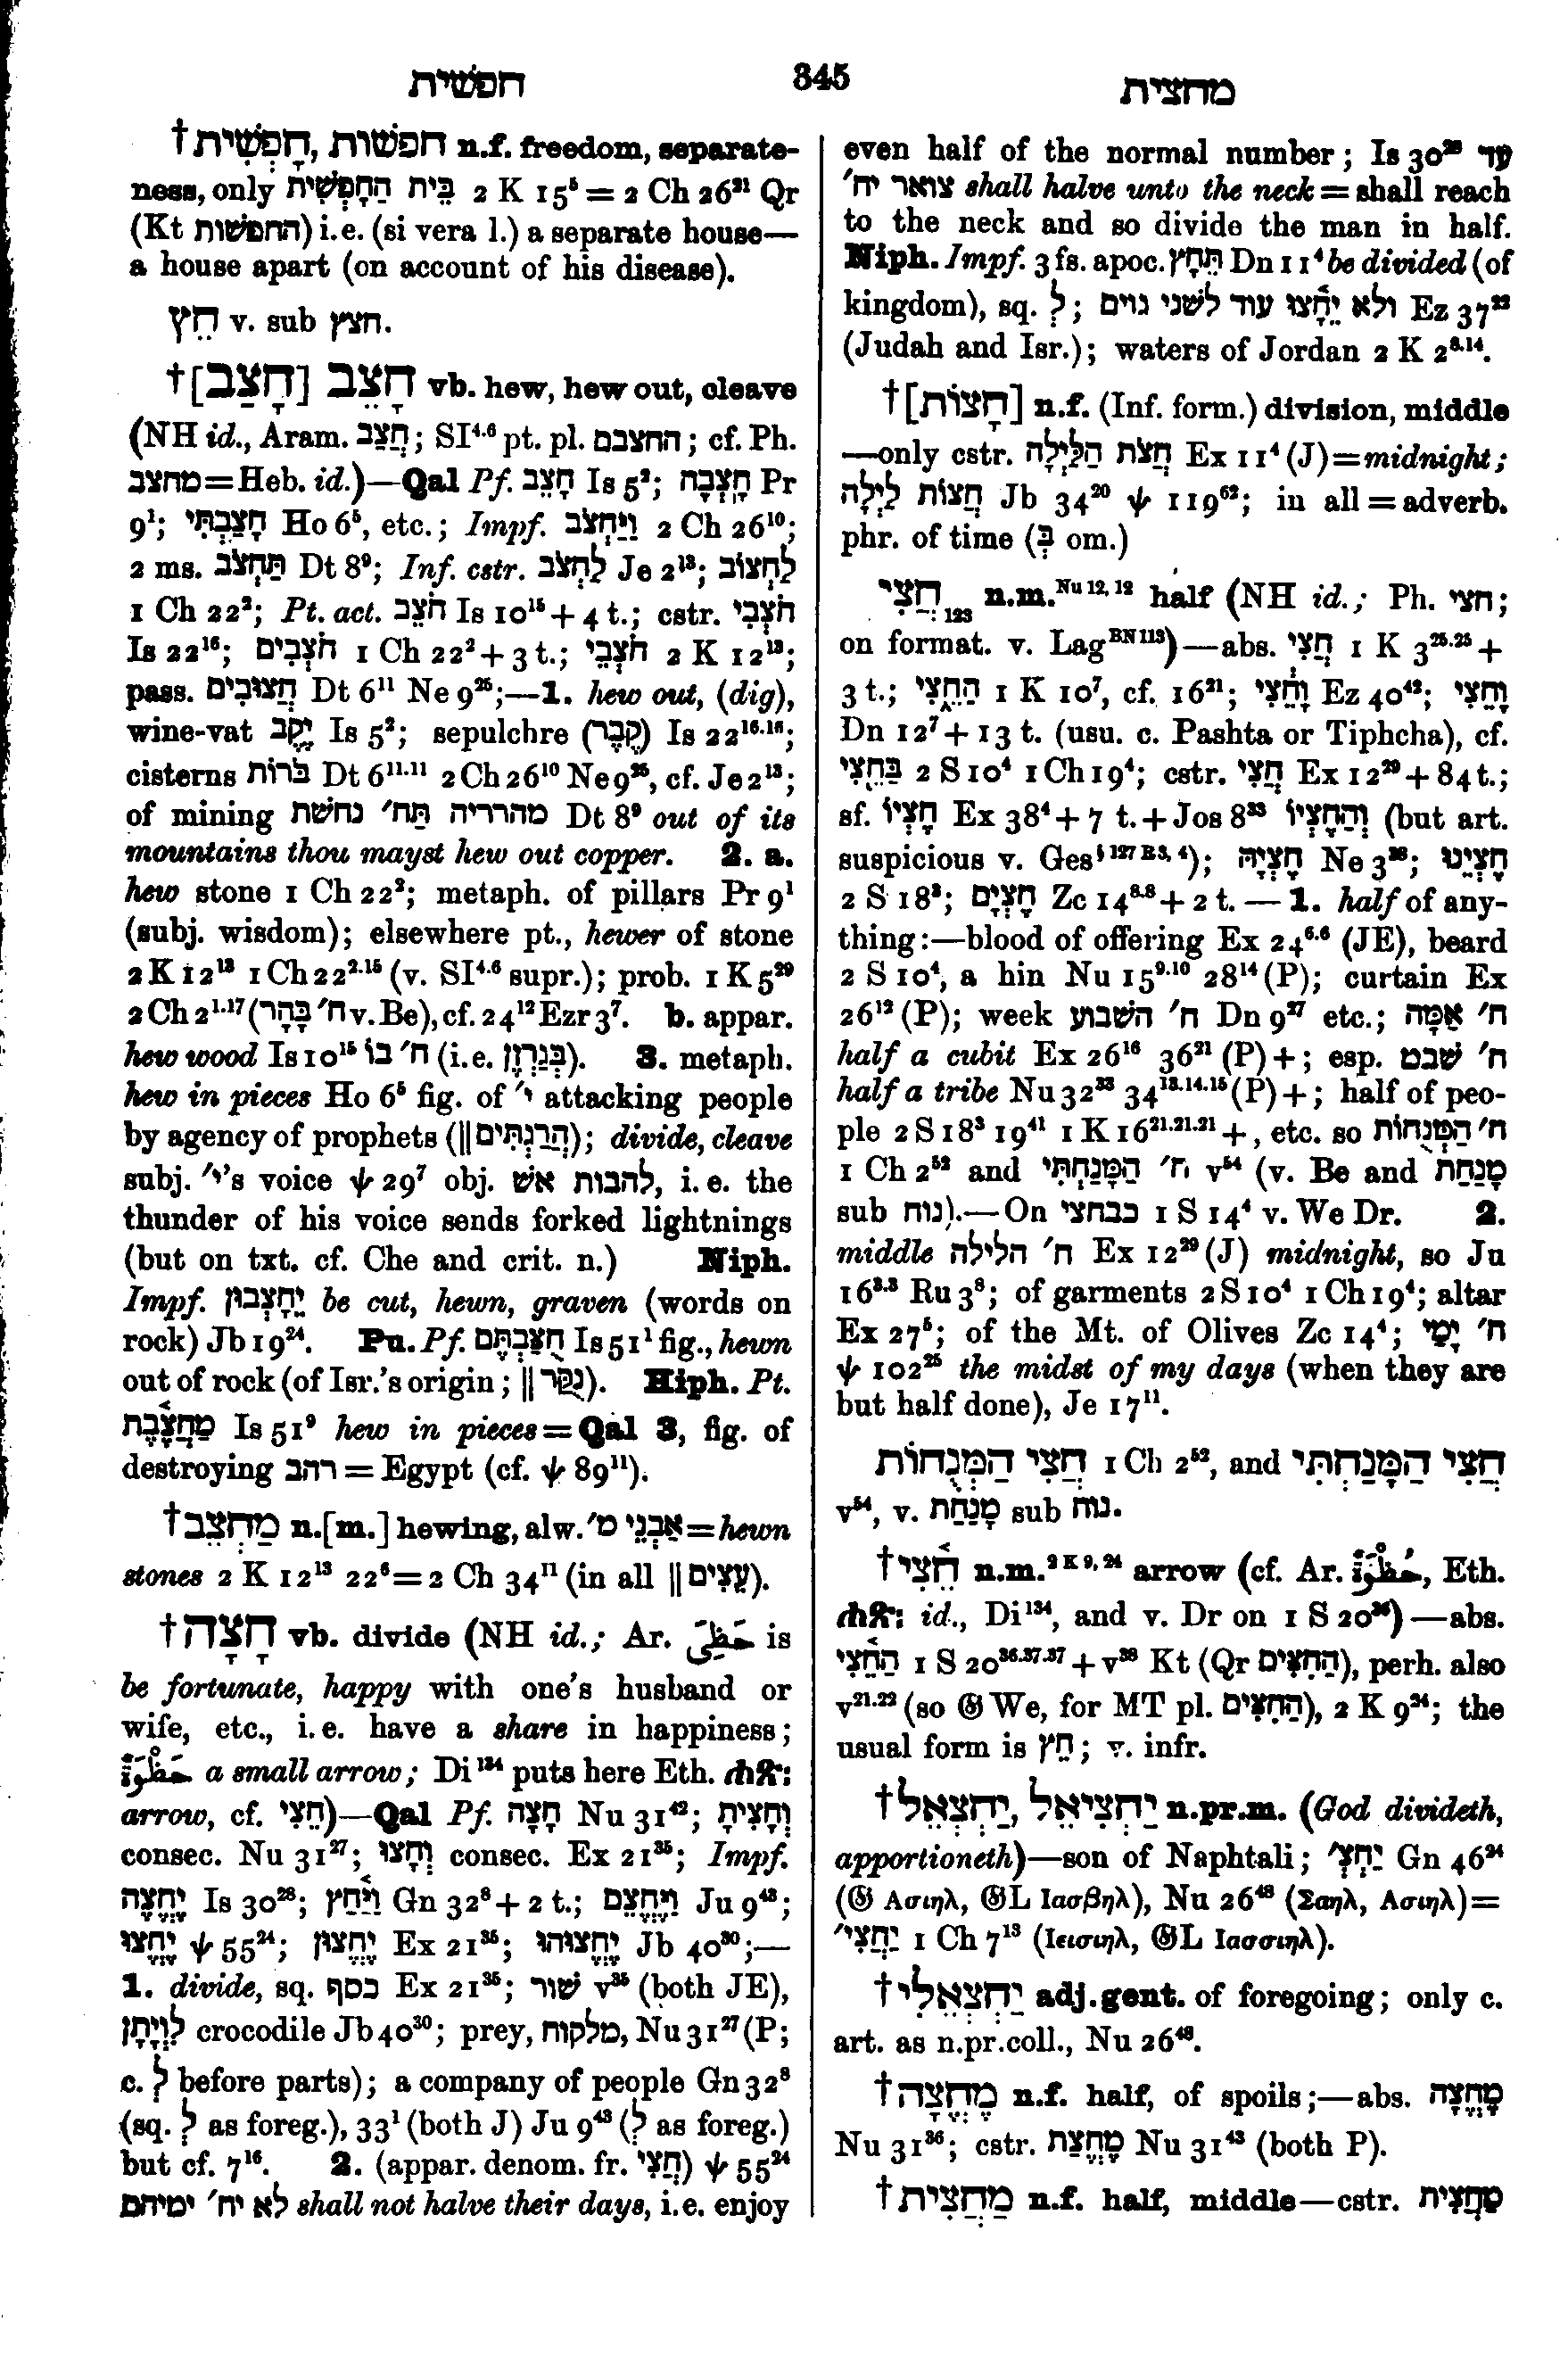 חפשית 345 מחצית
†חָפְשִׁית, חפשׁות n.f. freedom, separate-
ness, only בֵּית הַחָפְשִׁית 2 K 15⁵ = 2 Ch 26²¹ Qr
(Kt החפשות) i.e. (si vera l.) a separate house—
a house apart (on account of his disease).
חֵץ v. sub חצץ.
†[חָצַב] חָצֵב vb. hew, hew out, cleave
(NH id., Aram. חֲצַב; SI⁴·⁶ pt. pl. החצבם; cf. Ph.
מחצב=Heb. id.)—Qal Pf. חָצֵב Is 5²; חָֽצְבָה Pr
9¹; חָצַבְתִּי Ho 6⁵, etc.; Impf. וַיַּחְצֹב 2 Ch 26¹⁰;
2 ms. תַּחְצֹב Dt 8⁹; Inf. cstr. לַחְצֹב Je 2¹³; לַחְצוֹב
1 Ch 22²; Pt. act. חֹצֵב Is 10¹⁵ + 4 t.; cstr. חֹצְבִי
Is 22¹⁶; חֹצְבִים 1 Ch 22² + 3 t.; חֹצְבֵי 2 K 12¹³;
pass. חֲצוּבִים Dt 6¹¹ Ne 9²⁵;—1. hew out, (dig),
wine-vat יֶקֶב Is 5²; sepulchre (קֶבֶר) Is 22¹⁶·¹⁶;
cisterns בֹּרוֹת Dt 6¹¹·¹¹ 2 Ch 26¹⁰ Ne 9²⁵, cf. Je 2¹³;
of mining מהרריה תַּח׳ נחשת Dt 8⁹ out of its
mountains thou mayst hew out copper. 2. a.
hew stone 1 Ch 22²; metaph. of pillars Pr 9¹
(subj. wisdom); elsewhere pt., hewer of stone
2 K 12¹³ 1 Ch 22²·¹⁵ (v. SI⁴·⁶ supr.); prob. 1 K 5²⁹
2 Ch 2¹·¹⁷ (ח׳ בָּהָר v. Be), cf. 24¹² Ezr 3⁷. b. appar.
hew wood Is 10¹⁵ ח׳ בּוֹ (i.e. בְּגַרְזֶן). 3. metaph.
hew in pieces Ho 6⁵ fig. of י׳ attacking people
by agency of prophets (‖ הֲרַגְתִּים); divide, cleave
subj. י׳'s voice ψ 29⁷ obj. להבות אשׁ, i. e. the
thunder of his voice sends forked lightnings
(but on txt. cf. Che and crit. n.) Niph.
Impf. יֵחָצְבוּן be cut, hewn, graven (words on
rock) Jb 19²⁴. Pu. Pf. חֻצַּבְתֶּם Is 51¹ fig., hewn
out of rock (of Isr.'s origin; ‖ נֻקַּר). Hiph. Pt.
מַחֲצֶ֫בֶת Is 51⁹ hew in pieces = Qal 3, fig. of
destroying רהב = Egypt (cf. ψ 89¹¹).
†מַחְצֵב n.[m.] hewing, alw. אַבְנֵי מ׳=hewn
stones 2 K 12¹³ 22⁶ = 2 Ch 34¹¹ (in all ‖ עֵצִים).
†חָצָה vb. divide (NH id.; Ar. حَظِىَ is
be fortunate, happy with one's husband or
wife, etc., i. e. have a share in happiness;
حَظْوَةٌ a small arrow; Di¹³⁴ puts here Eth. ሐጽ፡
arrow, cf. חֵצִי)—Qal Pf. חָצָה Nu 31⁴²; וְחָצִיתָ
consec. Nu 31²⁷; וְחָצוּ consec. Ex 21³⁵; Impf.
יֶחֱצֶה Is 30²⁸; וַיַּ֫חַץ Gn 32⁸ + 2 t.; וַיֶּחֱצֵם Ju 9⁴³;
יֶחֱצוּ ψ 55²⁴; יֶחֱצוּן Ex 21³⁵; יֶחֱצוּהוּ Jb 40³⁰;—
1. divide, sq. כסף Ex 21³⁵; שׁור v³⁵ (both JE),
לִוְיָתָן crocodile Jb 40³⁰; prey, מלקוח, Nu 31²⁷ (P;
c. לְ before parts); a company of people Gn 32⁸
(sq. לְ as foreg.), 33¹ (both J) Ju 9⁴³ (לְ as foreg.)
but cf. 7¹⁶. 2. (appar. denom. fr. חֲצִי) ψ 55²⁴
לא יח׳ ימיהם shall not halve their days, i.e. enjoy
even half of the normal number; Is 30²⁸ עַד
צואר יח׳ shall halve unto the neck = shall reach
to the neck and so divide the man in half.
Niph. Impf. 3 fs. apoc. תֵּחָץ Dn 11⁴ be divided (of
kingdom), sq. לְ; ולא יֵחָ֫צוּ עוד לשׁני גוים Ez 37²²
(Judah and Isr.); waters of Jordan 2 K 2⁸·¹⁴.
†[חָצוֹת] n.f. (Inf. form.) division, middle
—only cstr. חֲצֹת הַלַּיְלָה Ex 11⁴ (J)=midnight;
חֲצוֹת לַיְלָה Jb 34²⁰ ψ 119⁶²; in all = adverb.
phr. of time (בְּ om.)
חֲצִי ₁₂₃ n.m.ᴺᵘ ¹²,¹² half (NH id.; Ph. חצי;
on format. v. Lagᴮᴺ ¹¹³)—abs. חֲצִי 1 K 3²⁵·²⁵ +
3 t.; הַחֵ֑צִי 1 K 10⁷, cf. 16²¹; וָחֵ֫צִי Ez 40⁴²; וָחֵצִי
Dn 12⁷ + 13 t. (usu. c. Pashta or Tiphcha), cf.
בַּחֵצִי 2 S 10⁴ 1 Ch 19⁴; cstr. חֲצִי Ex 12²⁹ + 84 t.;
sf. חֶצְיוֹ Ex 38⁴ + 7 t. + Jos 8³³ וְהַחֶצְיוֹ (but art.
suspicious v. Ges§ ¹²⁷ ᴿ³,⁴); חֶצְיָהּ Ne 3³⁸; חֶצְיֵנוּ
2 S 18³; חֶצְיָם Zc 14⁸·⁸ + 2 t. — 1. half of any-
thing:—blood of offering Ex 24⁶·⁶ (JE), beard
2 S 10⁴, a hin Nu 15⁹·¹⁰ 28¹⁴ (P); curtain Ex
26¹² (P); week ח׳ השׁבוע Dn 9²⁷ etc.; ח׳ אַמָּה
half a cubit Ex 26¹⁶ 36²¹ (P) +; esp. ח׳ שׁבט
half a tribe Nu 32³³ 34¹³·¹⁴·¹⁵ (P) +; half of peo-
ple 2 S 18³ 19⁴¹ 1 K 16²¹·²¹·²¹ +, etc. so ח׳ הַמְּנֻחוֹת
1 Ch 2⁵² and ח׳ הַמָּנַחְתִּי v⁵⁴ (v. Be and מָנַחַת
sub נוח).—On כבחצי 1 S 14⁴ v. We Dr. 2.
middle ח׳ הלילה Ex 12²⁹ (J) midnight, so Ju
16³·³ Ru 3⁸; of garments 2 S 10⁴ 1 Ch 19⁴; altar
Ex 27⁵; of the Mt. of Olives Zc 14⁴; ח׳ יָמַי
ψ 102²⁵ the midst of my days (when they are
but half done), Je 17¹¹.
חֲצִי הַמְּנֻחוֹת 1 Ch 2⁵², and חֲצִי הַמָּנַחְתִּי
v⁵⁴, v. מָנַחַת sub נוח.
†חֵ֫צִי n.m.² ᴷ ⁹,²⁴ arrow (cf. Ar. حُظْوَةٌ, Eth.
ሐጽ፡ id., Di¹³⁴, and v. Dr on 1 S 20³⁶)—abs.
הַחֵ֫צִי 1 S 20³⁶·³⁷·³⁷ + v³⁸ Kt (Qr הַחִצִּים), perh. also
v²¹·²² (so 𝔊 We, for MT pl. הַחִצִּים), 2 K 9²⁴; the
usual form is חֵץ; v. infr.
†יַחְצְאֵל, יַחְצִיאֵל n.pr.m. (God divideth,
apportioneth)—son of Naphtali; יַחְצְ׳ Gn 46²⁴
(𝔊 Ασιηλ, 𝔊L Ιασβηλ), Nu 26⁴⁸ (Σαηλ, Ασιηλ)=
יַחֲצִי׳ 1 Ch 7¹³ (Ιεισιηλ, 𝔊L Ιασσιηλ).
†יַחְצְאֵלִי adj.gent. of foregoing; only c.
art. as n.pr.coll., Nu 26⁴⁸.
†מֶחֱצָה n.f. half, of spoils;—abs. מֶחֱצָה
Nu 31³⁶; cstr. מֶחֱצַת Nu 31⁴³ (both P).
†מַחֲצִית n.f. half, middle—cstr. מַחֲצִית